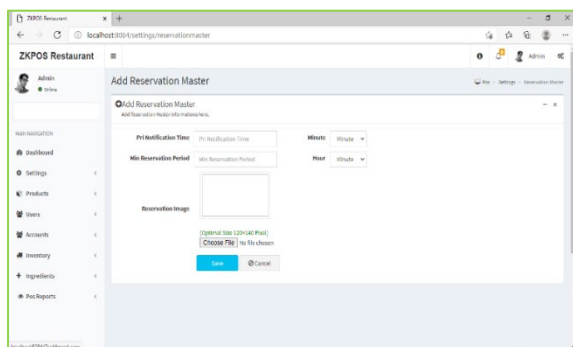 ZKPOS Restaurant
localhost:8084/settings/reservationmaster
ZKPOS Restaurant
Admin
Admin
Online
Add Reservation Master
Pos - Settings - Reservation Master
Add Reservation Master
Add Reservation Master Informations here.
MAIN NAVIGATION
Dashboard
Settings
Products
Users
Accounts
Inventory
Ingredients
Pos Reports
Pri Notification Time
Pri Notification Time
Minute
Minute
Min Reservation Period
Min Reservation Period
Hour
Minute
Reservation Image
(Optimal Size 120×140 Pixel)
Choose File No file chosen
Save
Cancel